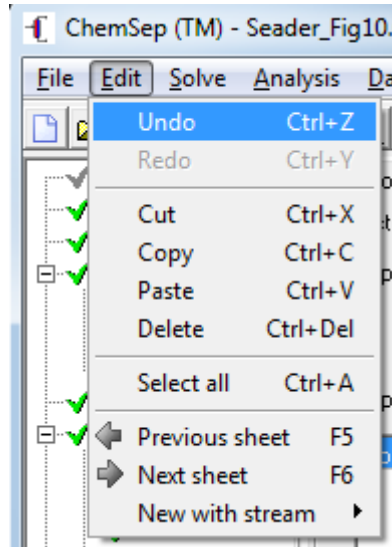 ChemSep (TM) - Seader_Fig10.
File Edit Solve Analysis Da
Undo Ctrl+Z
Redo Ctrl+Y
Cut Ctrl+X
Copy Ctrl+C
Paste Ctrl+V
Delete Ctrl+Del
Select all Ctrl+A
Previous sheet F5
Next sheet F6
New with stream